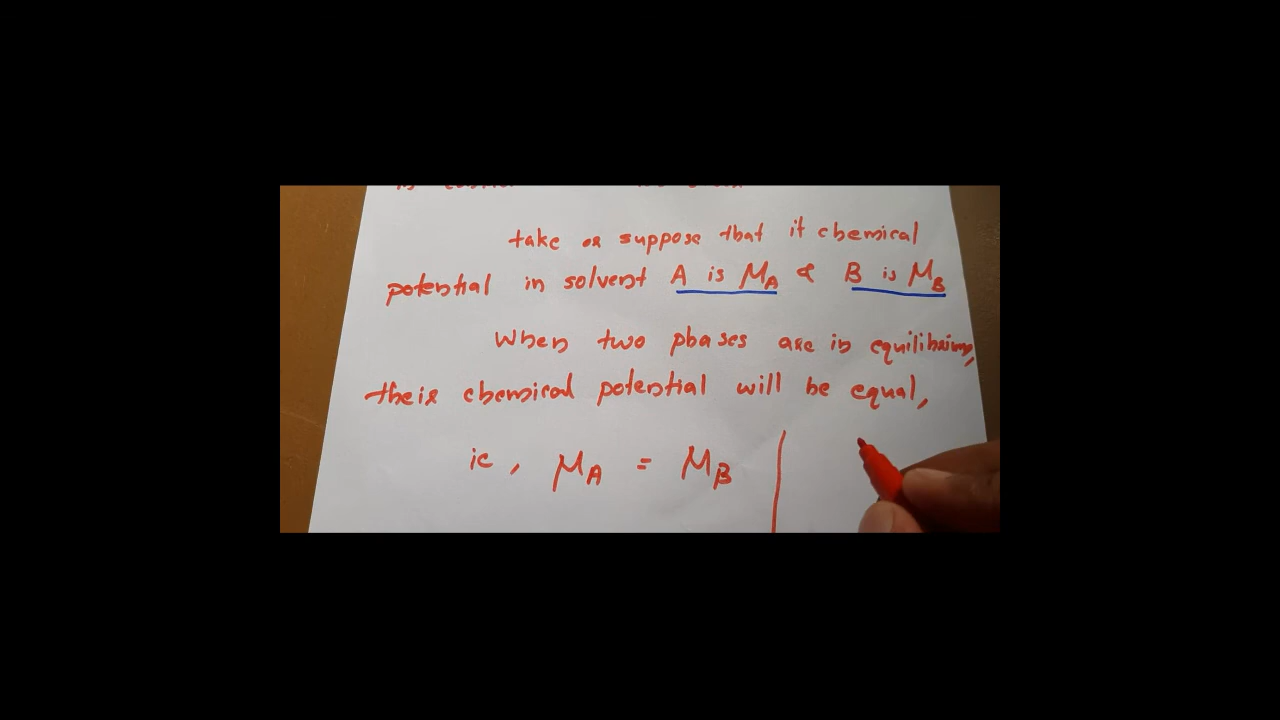 take or suppose that it chemical
potential in solvent A is μA & B is μB
When two phases are in equilibrium,
their chemical potential will be equal,
ie, μA = μB